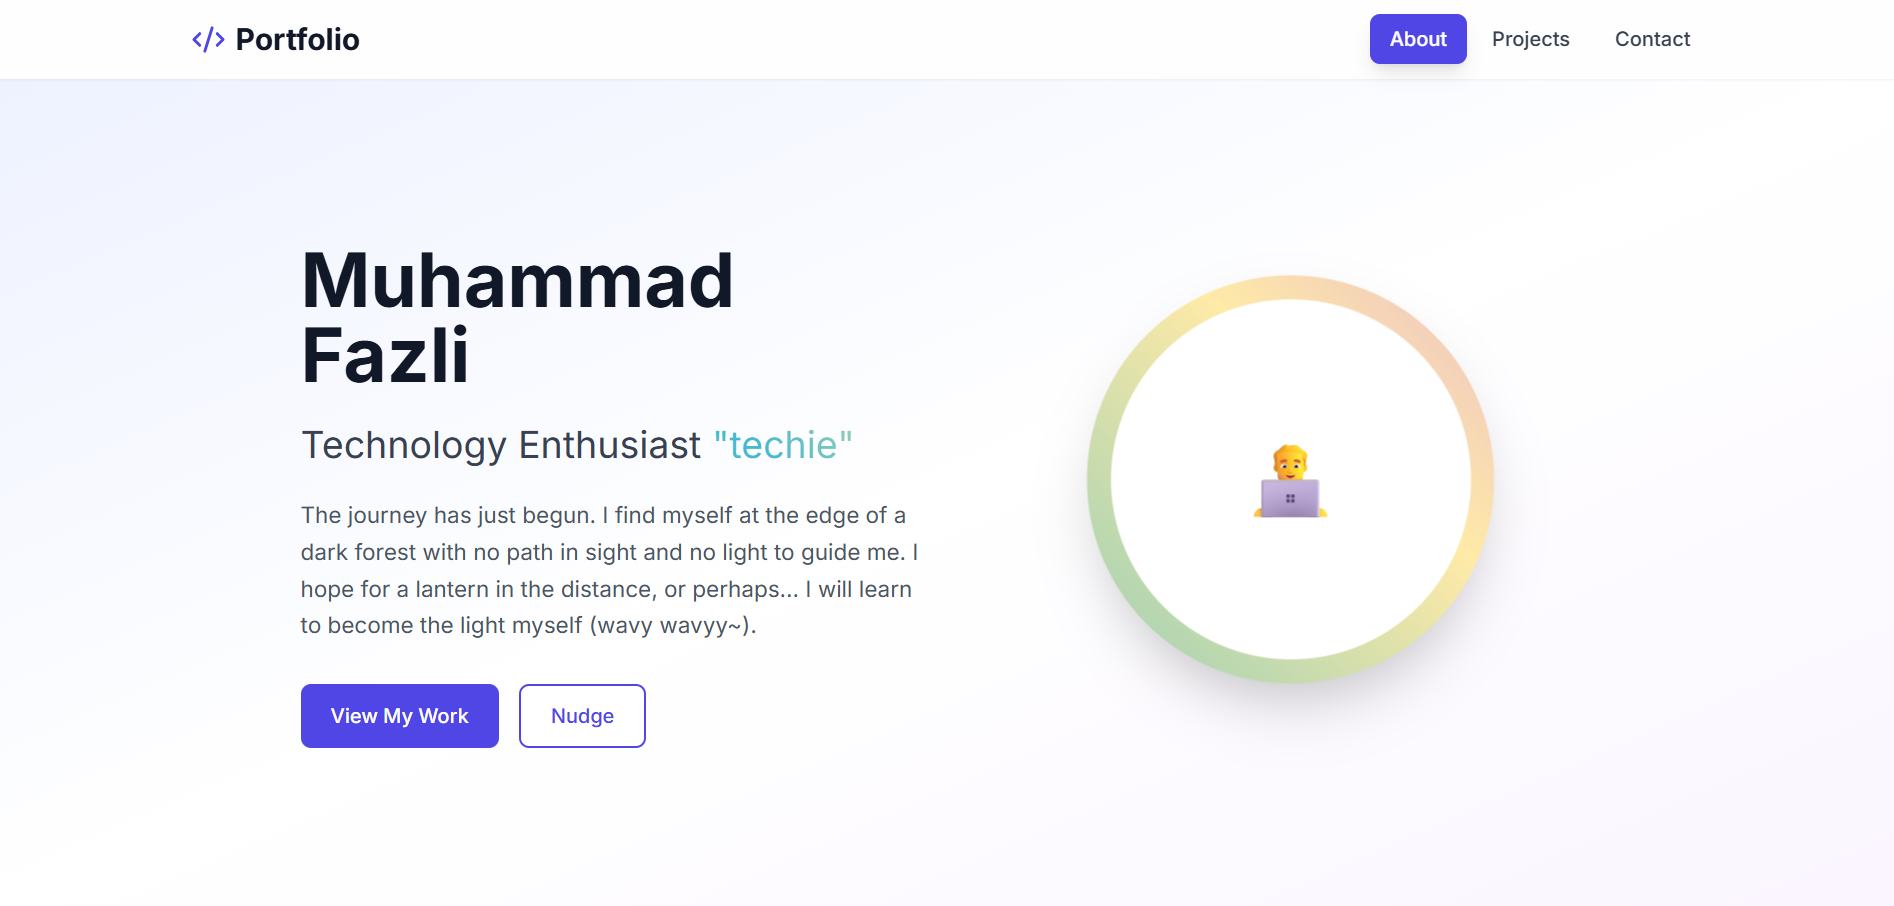 Portfolio
About
Projects
Contact
Muhammad
Fazli
Technology Enthusiast "techie"
The journey has just begun. I find myself at the edge of a
dark forest with no path in sight and no light to guide me. I
hope for a lantern in the distance, or perhaps... I will learn
to become the light myself (wavy wavyy~).
View My Work
Nudge